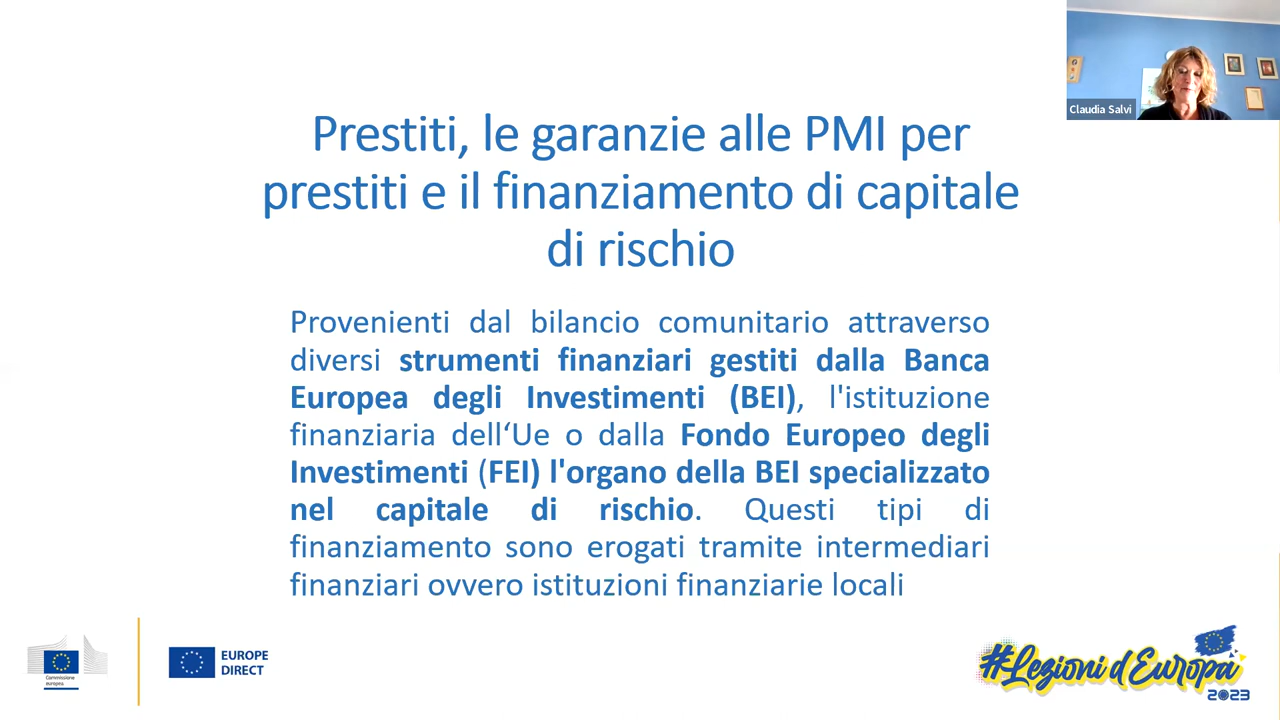 Claudia Salvi
Prestiti, le garanzie alle PMI per
prestiti e il finanziamento di capitale
di rischio
Provenienti dal bilancio comunitario attraverso
diversi strumenti finanziari gestiti dalla Banca
Europea degli Investimenti (BEI), l'istituzione
finanziaria dell‘Ue o dalla Fondo Europeo degli
Investimenti (FEI) l'organo della BEI specializzato
nel capitale di rischio. Questi tipi di
finanziamento sono erogati tramite intermediari
finanziari ovvero istituzioni finanziarie locali
Commissione
europea
EUROPE
DIRECT
#Lezioni d'Europa
2023